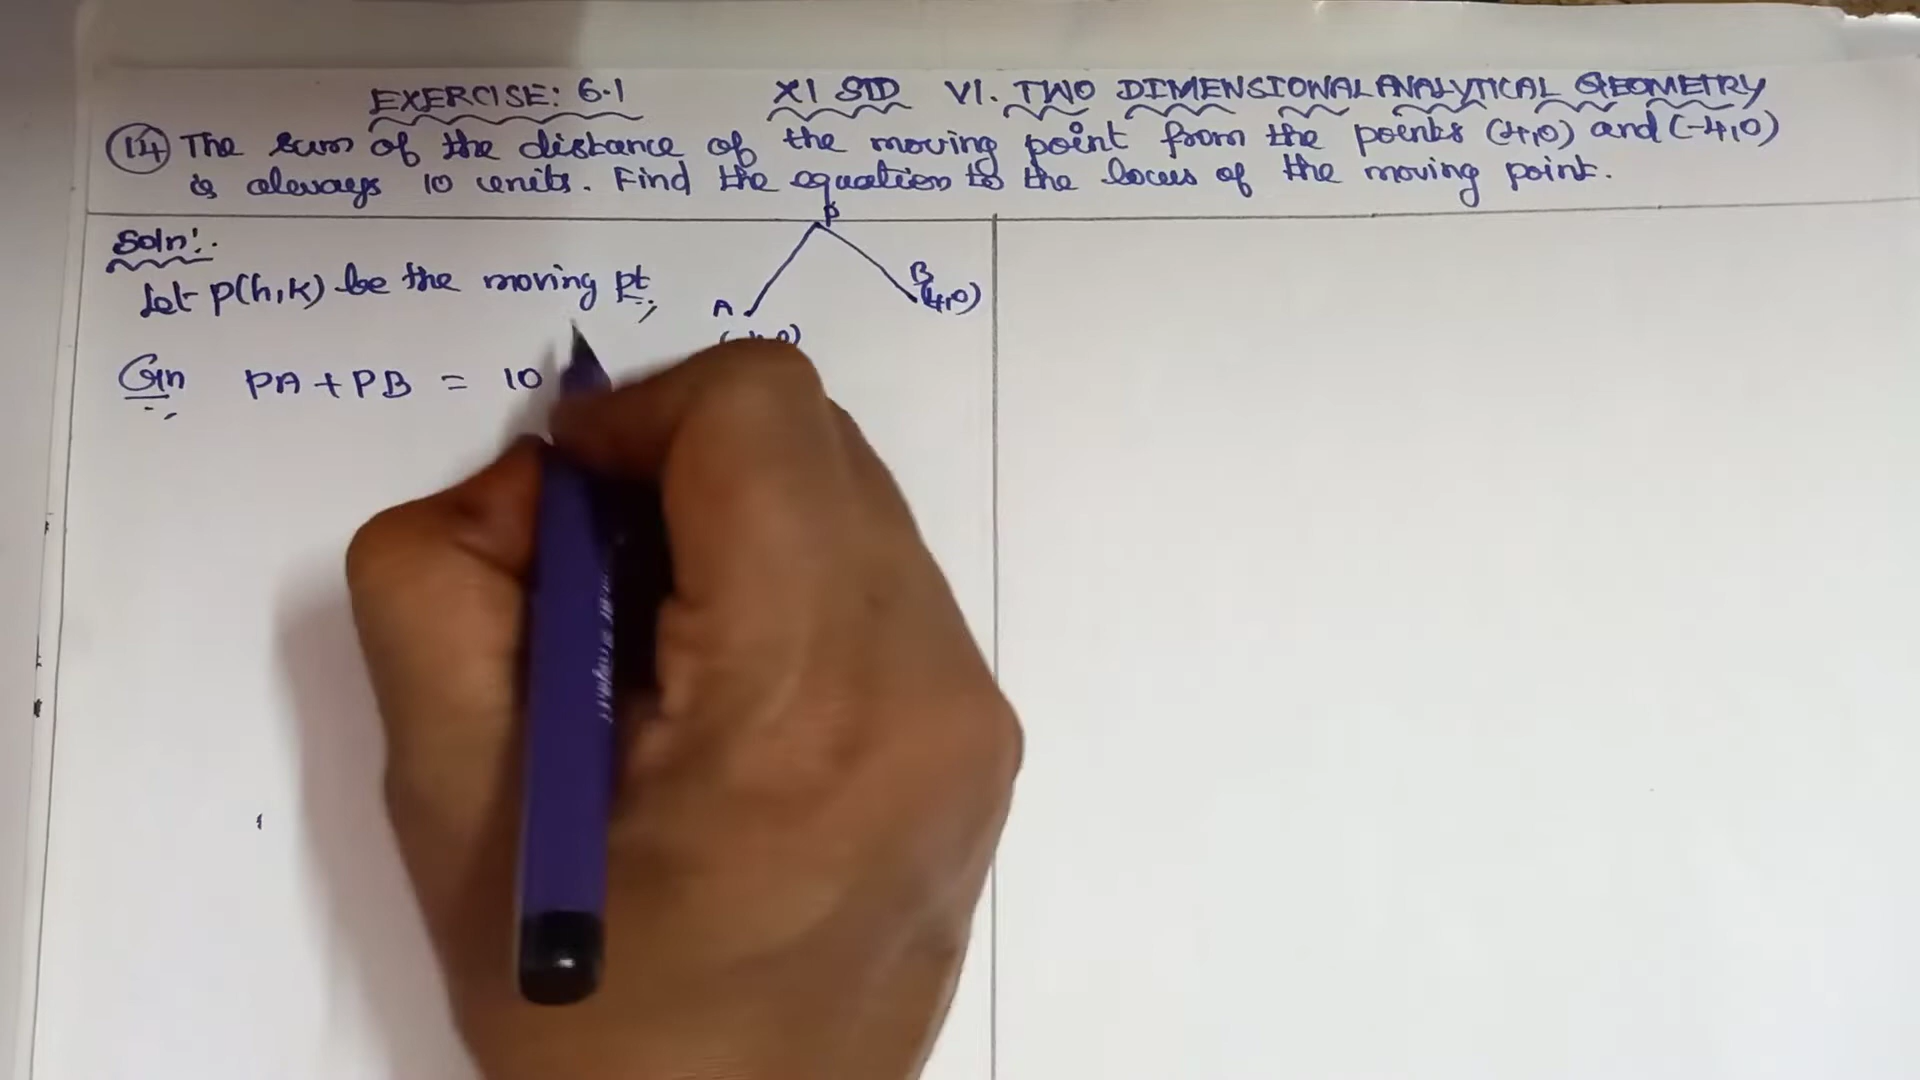 EXERCISE: 6.1 XI STD VI. TWO DIMENSIONAL ANALYTICAL GEOMETRY
14 The sum of the distance of the moving point from the points (4,0) and (-4,0)
is always 10 units. Find the equation to the locus of the moving point.
P
Soln:.
Let P(h,k) be the moving pt
B
A (4,0)
Gn PA + PB = 10